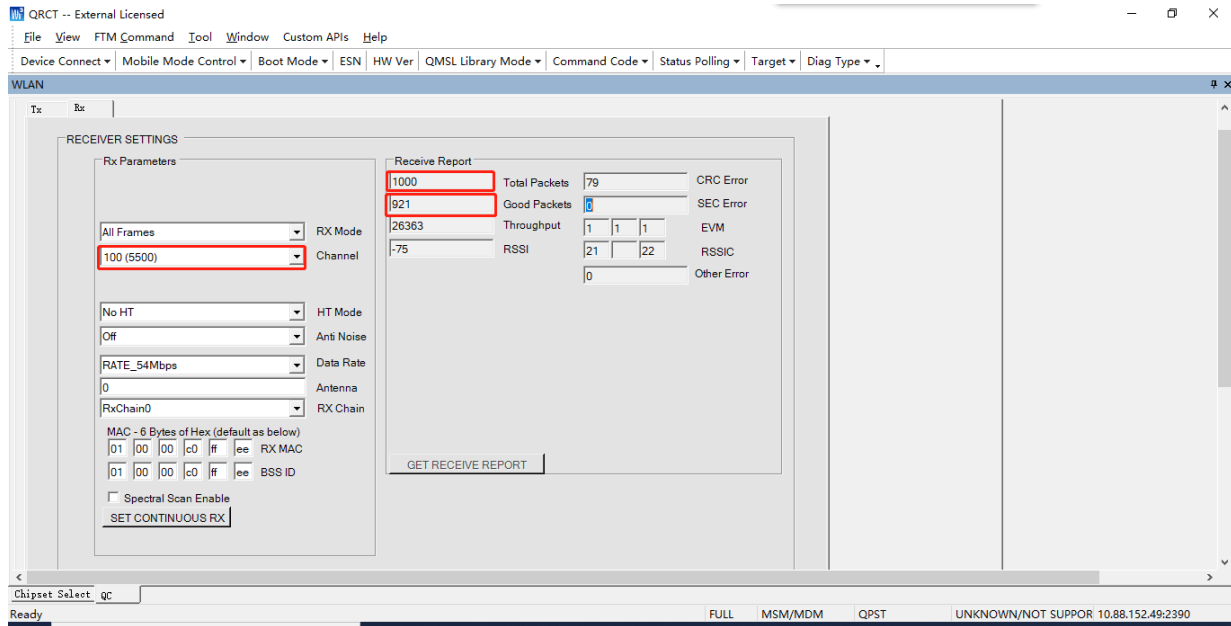 QRCT -- External Licensed
File View FTM Command Tool Window Custom APIs Help
Device Connect Mobile Mode Control Boot Mode ESN HW Ver QMSL Library Mode Command Code Status Polling Target Diag Type
WLAN
Tx Rx
RECEIVER SETTINGS
Rx Parameters
All Frames RX Mode
100 (5500) Channel
No HT HT Mode
Off Anti Noise
RATE_54Mbps Data Rate
0 Antenna
RxChain0 RX Chain
MAC - 6 Bytes of Hex (default as below)
01 00 00 c0 ff ee RX MAC
01 00 00 c0 ff ee BSS ID
Spectral Scan Enable
SET CONTINUOUS RX
Receive Report
1000 Total Packets 79 CRC Error
921 Good Packets 0 SEC Error
26363 Throughput 1 1 1 EVM
-75 RSSI 21 22 RSSIC
0 Other Error
GET RECEIVE REPORT
Chipset Select QC
Ready FULL MSM/MDM QPST UNKNOWN/NOT SUPPOR 10.88.152.49:2390